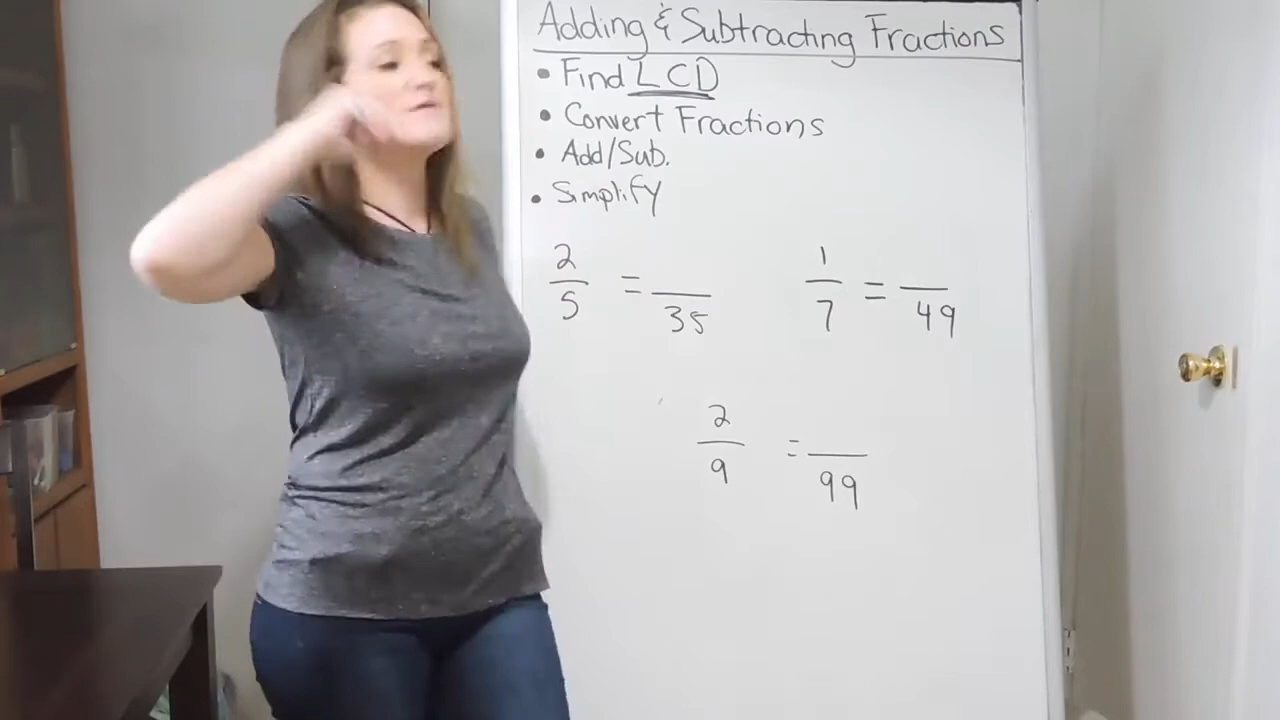 Adding & Subtracting Fractions
• Find LCD
• Convert Fractions
• Add/Sub.
• Simplify
2/5 = __/35
1/7 = __/49
2/9 = __/99